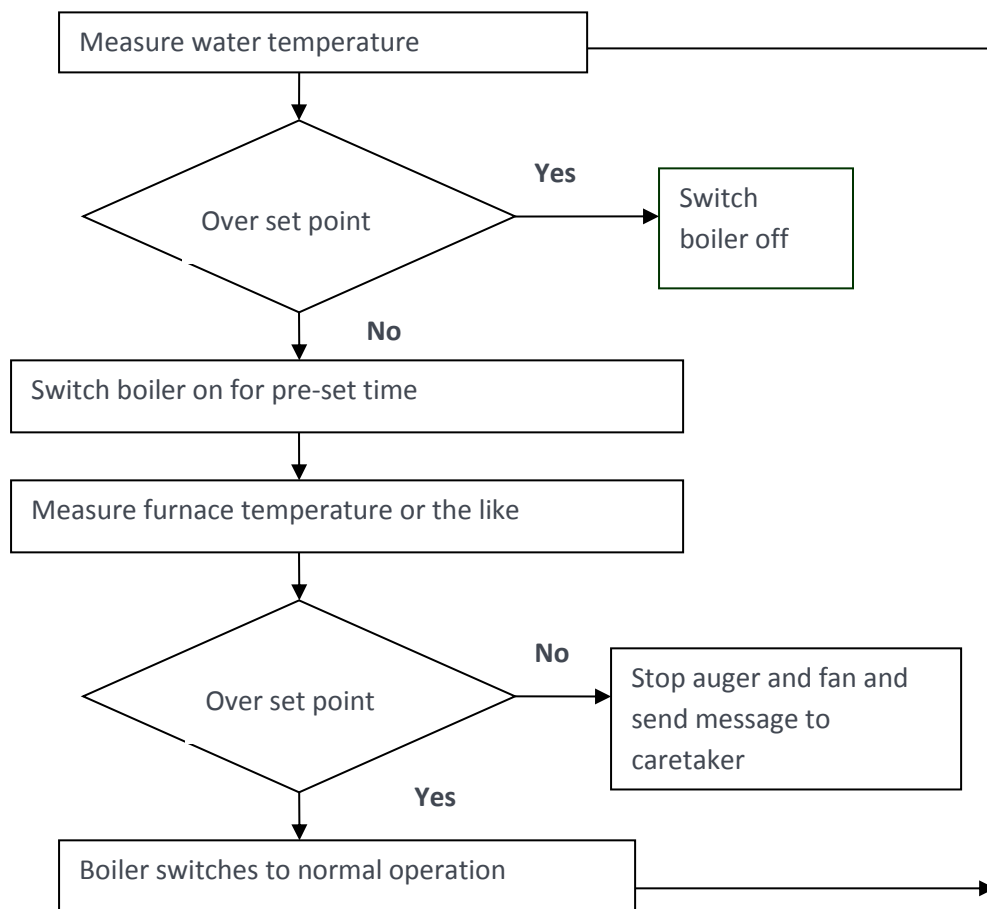 Measure water temperature
Yes
Over set point
Switch
boiler off
No
Switch boiler on for pre-set time
Measure furnace temperature or the like
No
Over set point
Stop auger and fan and
send message to
caretaker
Yes
Boiler switches to normal operation